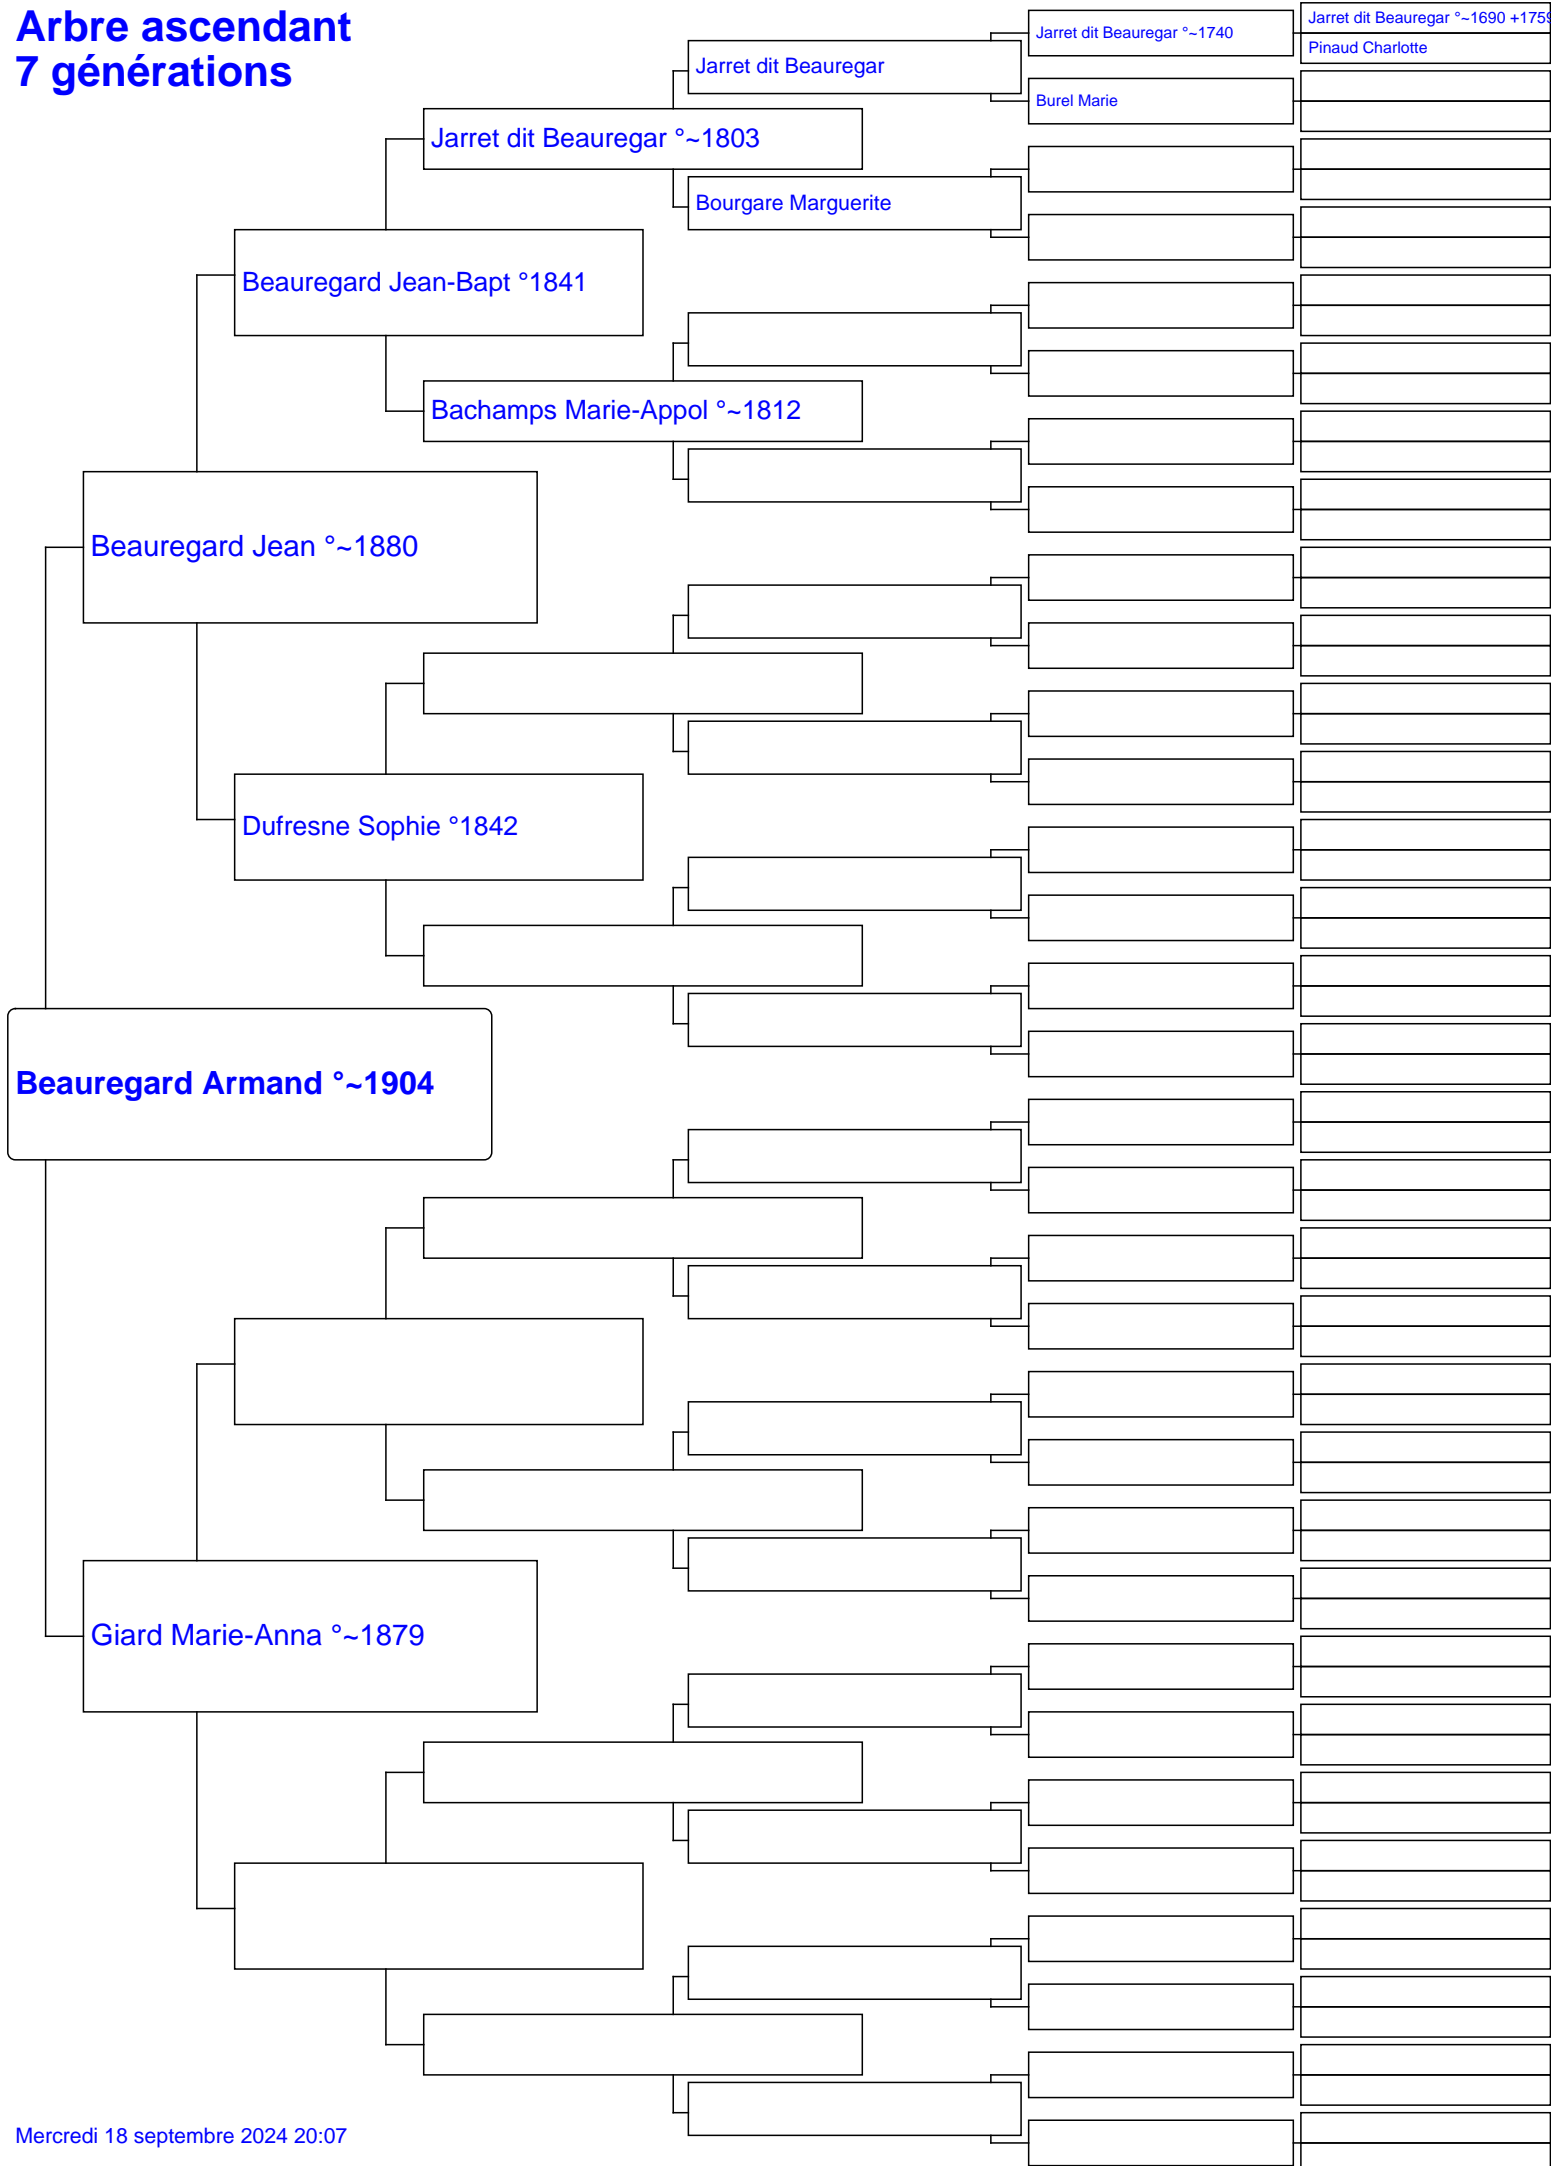 Arbre ascendant
7 générations
Jarret dit Beauregar °~1690 +1759
Pinaud Charlotte
Jarret dit Beauregar °~1740
Jarret dit Beauregar
Burel Marie
Jarret dit Beauregar °~1803
Bourgare Marguerite
Beauregard Jean-Bapt °1841
Bachamps Marie-Appol °~1812
Beauregard Jean °~1880
Dufresne Sophie °1842
Beauregard Armand °~1904
Giard Marie-Anna °~1879
Mercredi 18 septembre 2024 20:07